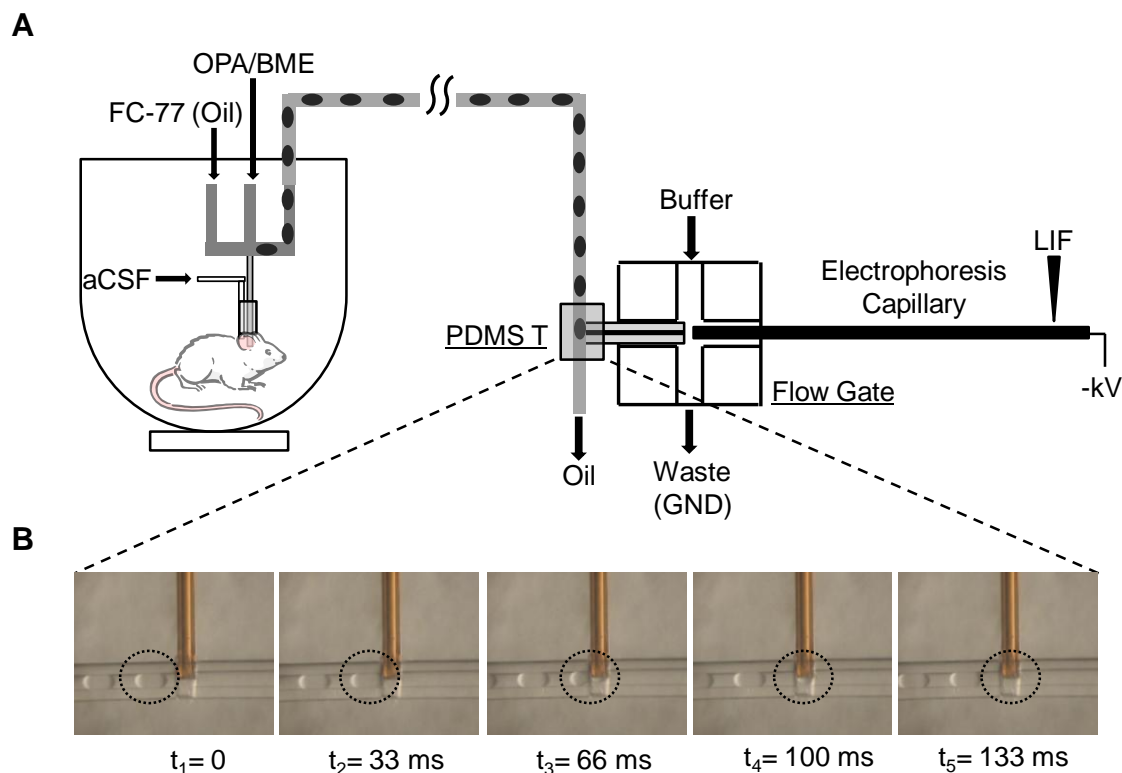 A
OPA/BME
FC-77 (Oil)
aCSF
Buffer
LIF
Electrophoresis
Capillary
PDMS T
-kV
Flow Gate
Oil
Waste
(GND)
B
t₁= 0
t₂= 33 ms
t₃= 66 ms
t₄= 100 ms
t₅= 133 ms